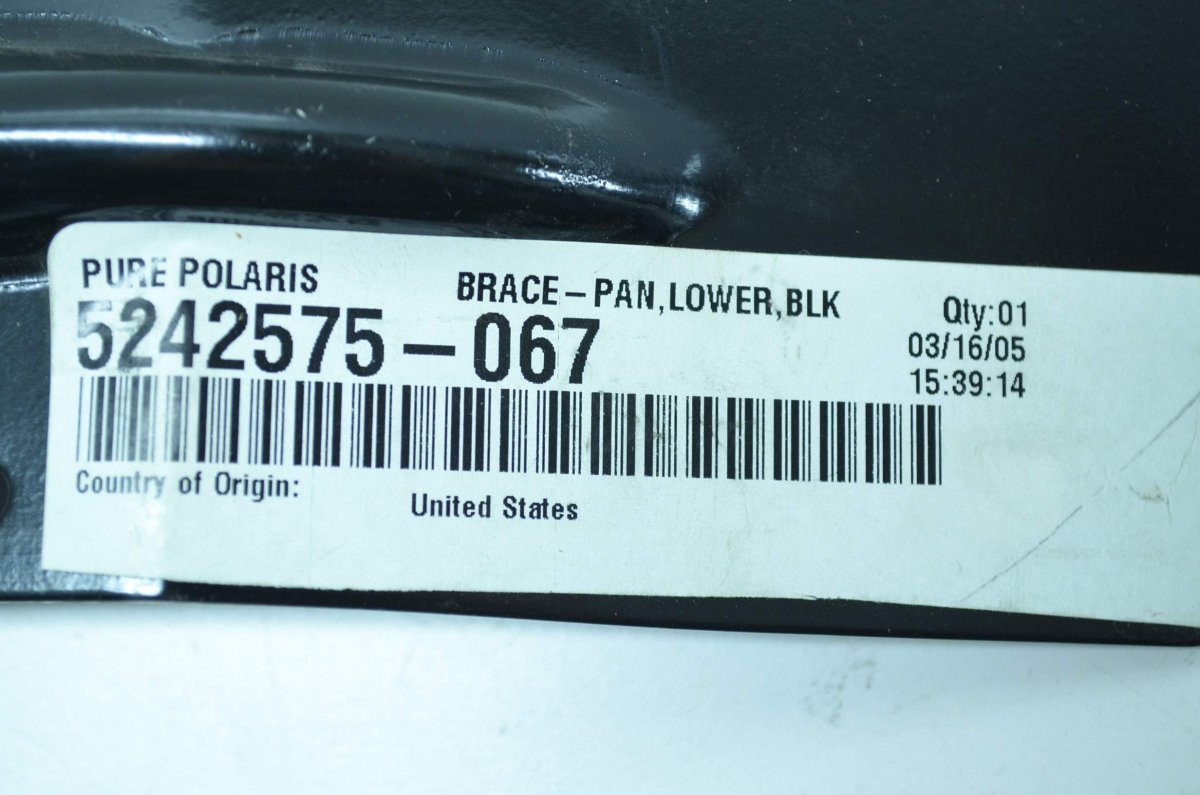 PURE POLARIS
BRACE-PAN,LOWER,BLK
Qty:01
5242575-067
03/16/05
15:39:14
Country of Origin:
United States